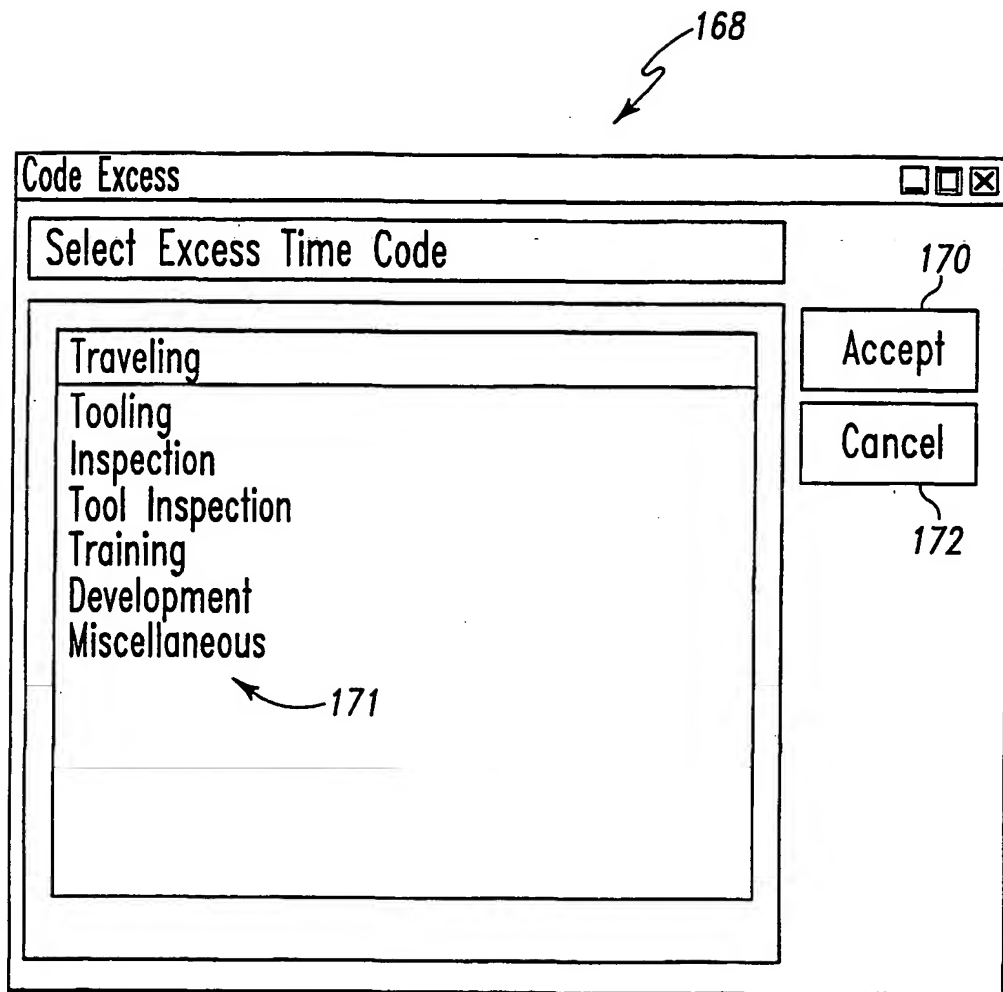 168
Code Excess
Select Excess Time Code
170
Traveling
Accept
Tooling
Cancel
Inspection
Tool Inspection
172
Training
Development
Miscellaneous
171